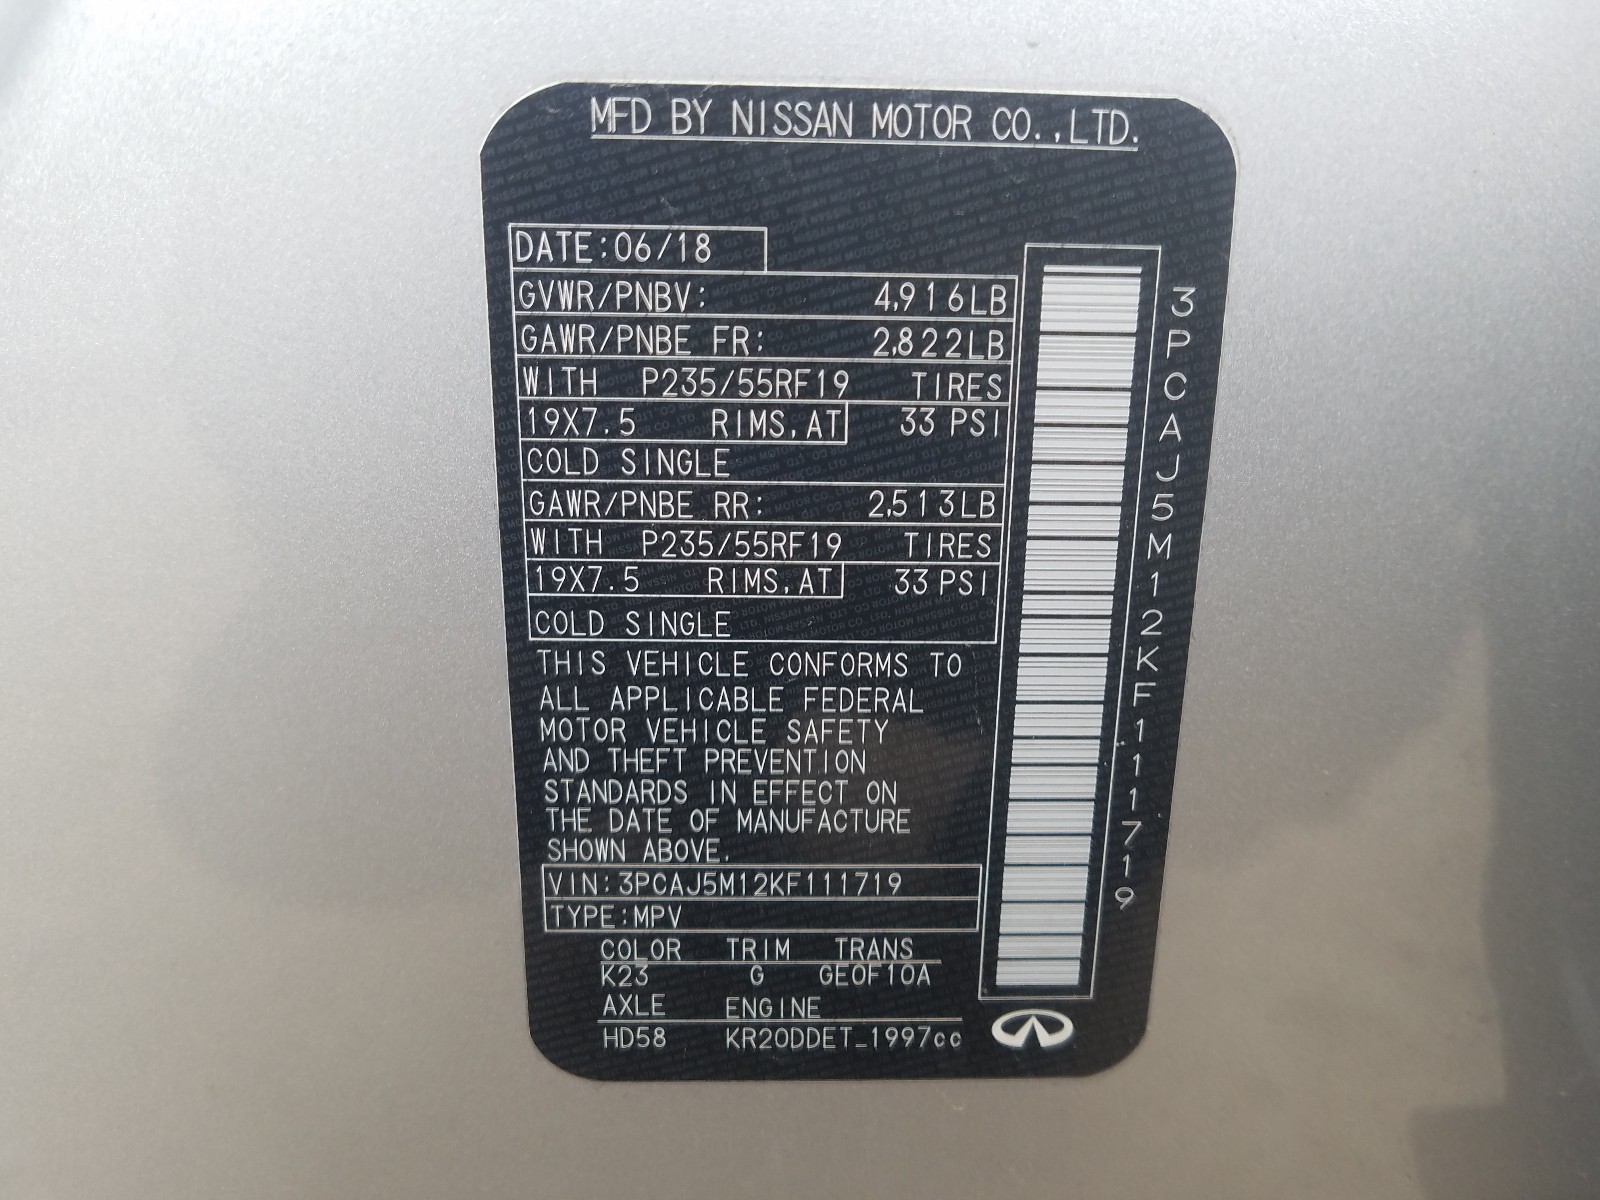 MFD BY NISSAN MOTOR CO.,LTD.
DATE:06/18
GVWR/PNBV: 4,916LB
GAWR/PNBE FR: 2,822LB
WITH P235/55RF19 TIRES
19X7.5 RIMS,AT 33 PSI
COLD SINGLE
GAWR/PNBE RR: 2,513LB
WITH P235/55RF19 TIRES
19X7.5 RIMS,AT 33 PSI
COLD SINGLE
THIS VEHICLE CONFORMS TO
ALL APPLICABLE FEDERAL
MOTOR VEHICLE SAFETY
AND THEFT PREVENTION
STANDARDS IN EFFECT ON
THE DATE OF MANUFACTURE
SHOWN ABOVE.
VIN:3PCAJ5M12KF111719
TYPE:MPV
COLOR TRIM TRANS
K23 G GE0F10A
AXLE ENGINE
HD58 KR20DDET_1997cc
3PCAJ5M12KF111719